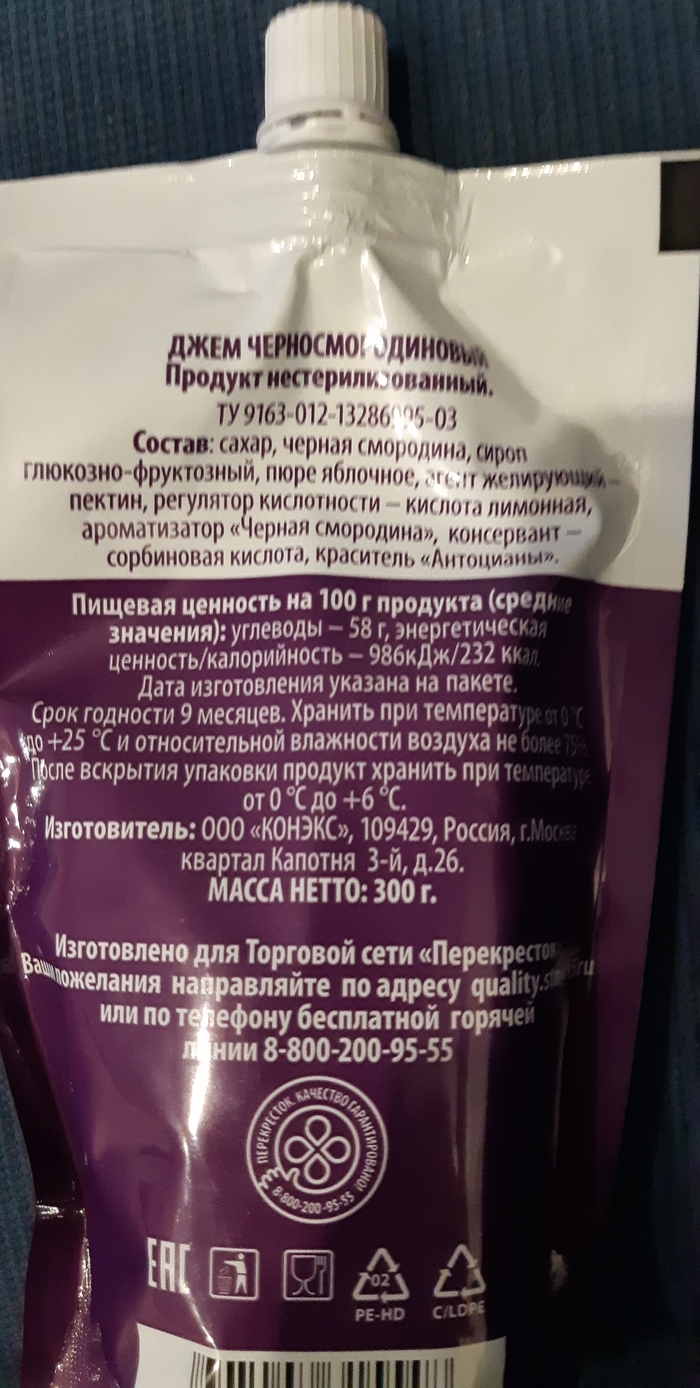 ДЖЕМ ЧЕРНОСМОРОДИНОВЫЙ
Продукт нестерилизованный.
ТУ 9163-012-13286
Состав: сахар, черная смородина, сироп
глюкозно-фруктозный, пюре яблочное, агент желирующий –
пектин, регулятор кислотности – кислота лимонная,
ароматизатор «Черная смородина», консервант –
сорбиновая кислота, краситель «Антоцианы».
Пищевая ценность на 100 г продукта (средние
значения): углеводы – 58 г, энергетическая
ценность/калорийность – 986кДж/232 ккал.
Дата изготовления указана на пакете.
Срок годности 9 месяцев. Хранить при температуре от 0 °С
до +25 °С и относительной влажности воздуха не более 75%.
После вскрытия упаковки продукт хранить при температуре
от 0 °С до +6 °С.
Изготовитель: ООО «КОНЭКС», 109429, Россия, г.Москва
квартал Капотня 3-й, д.26.
МАССА НЕТТО: 300 г.
Изготовлено для Торговой сети «Перекресток
Ваши пожелания направляйте по адресу
или по телефону бесплатной горячей
линии 8-800-200-95-55
ПЕРЕКРЕСТОК. КАЧЕСТВО ГАРАНТИРОВАНО!
8-800-200-95-55
EAC
02
PE-HD
C/LDPE